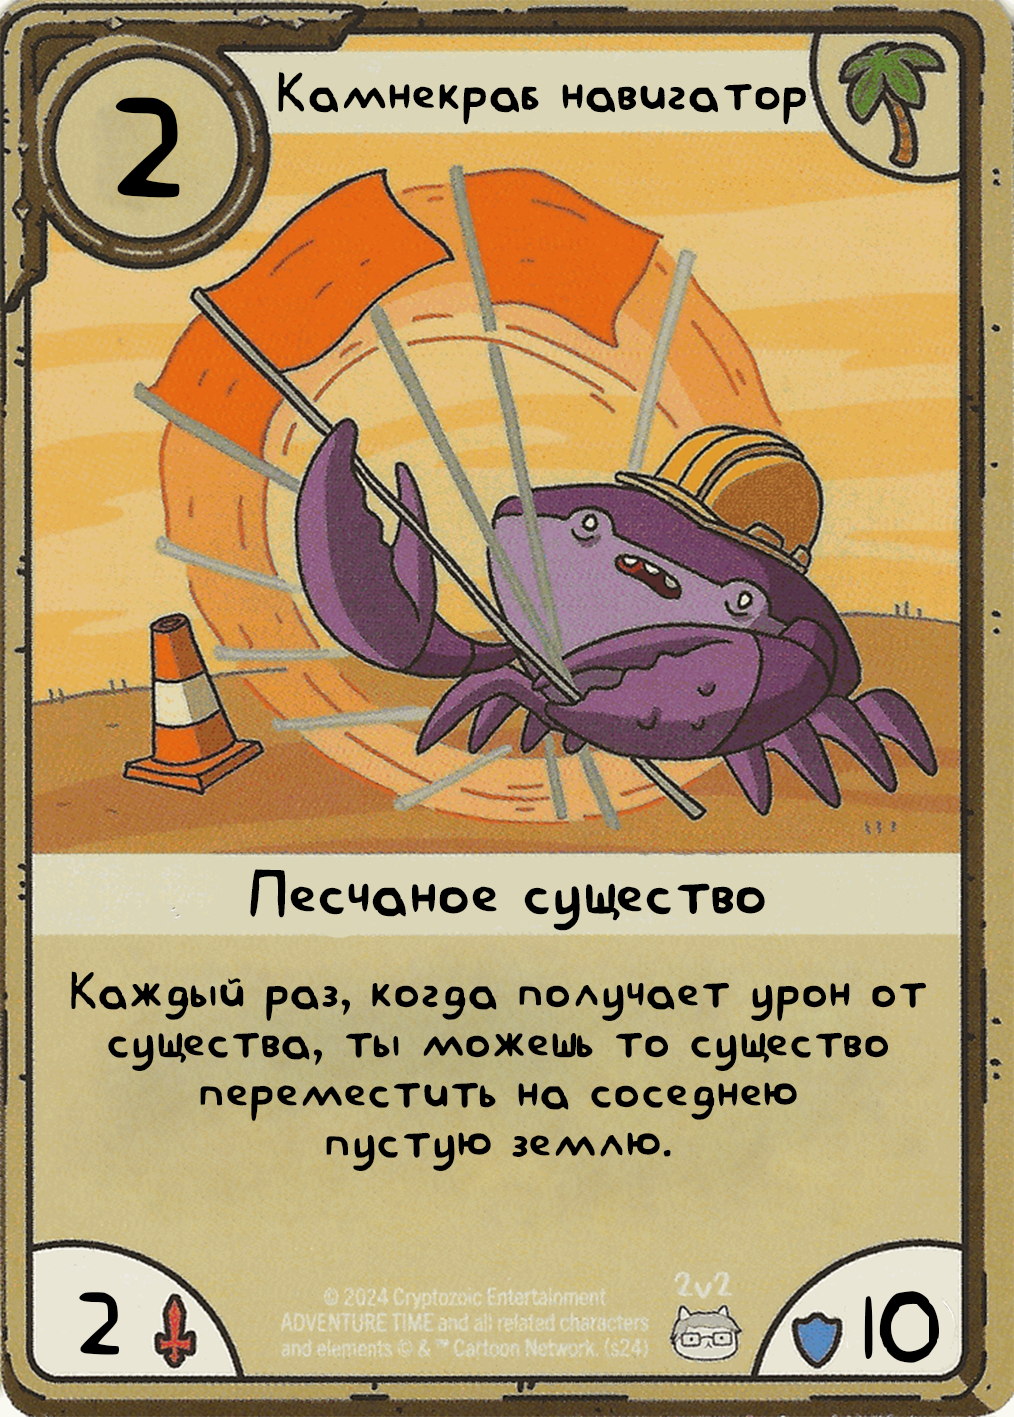 2
Камнекраб навигатор
Песчаное существо
Каждый раз, когда получает урон от
существа, ты можешь то существо
переместить на соседнею
пустую землю.
2
© 2024 Cryptozoic Entertainment
ADVENTURE TIME and all related characters
and elements © & ™ Cartoon Network. (s24)
2v2
10